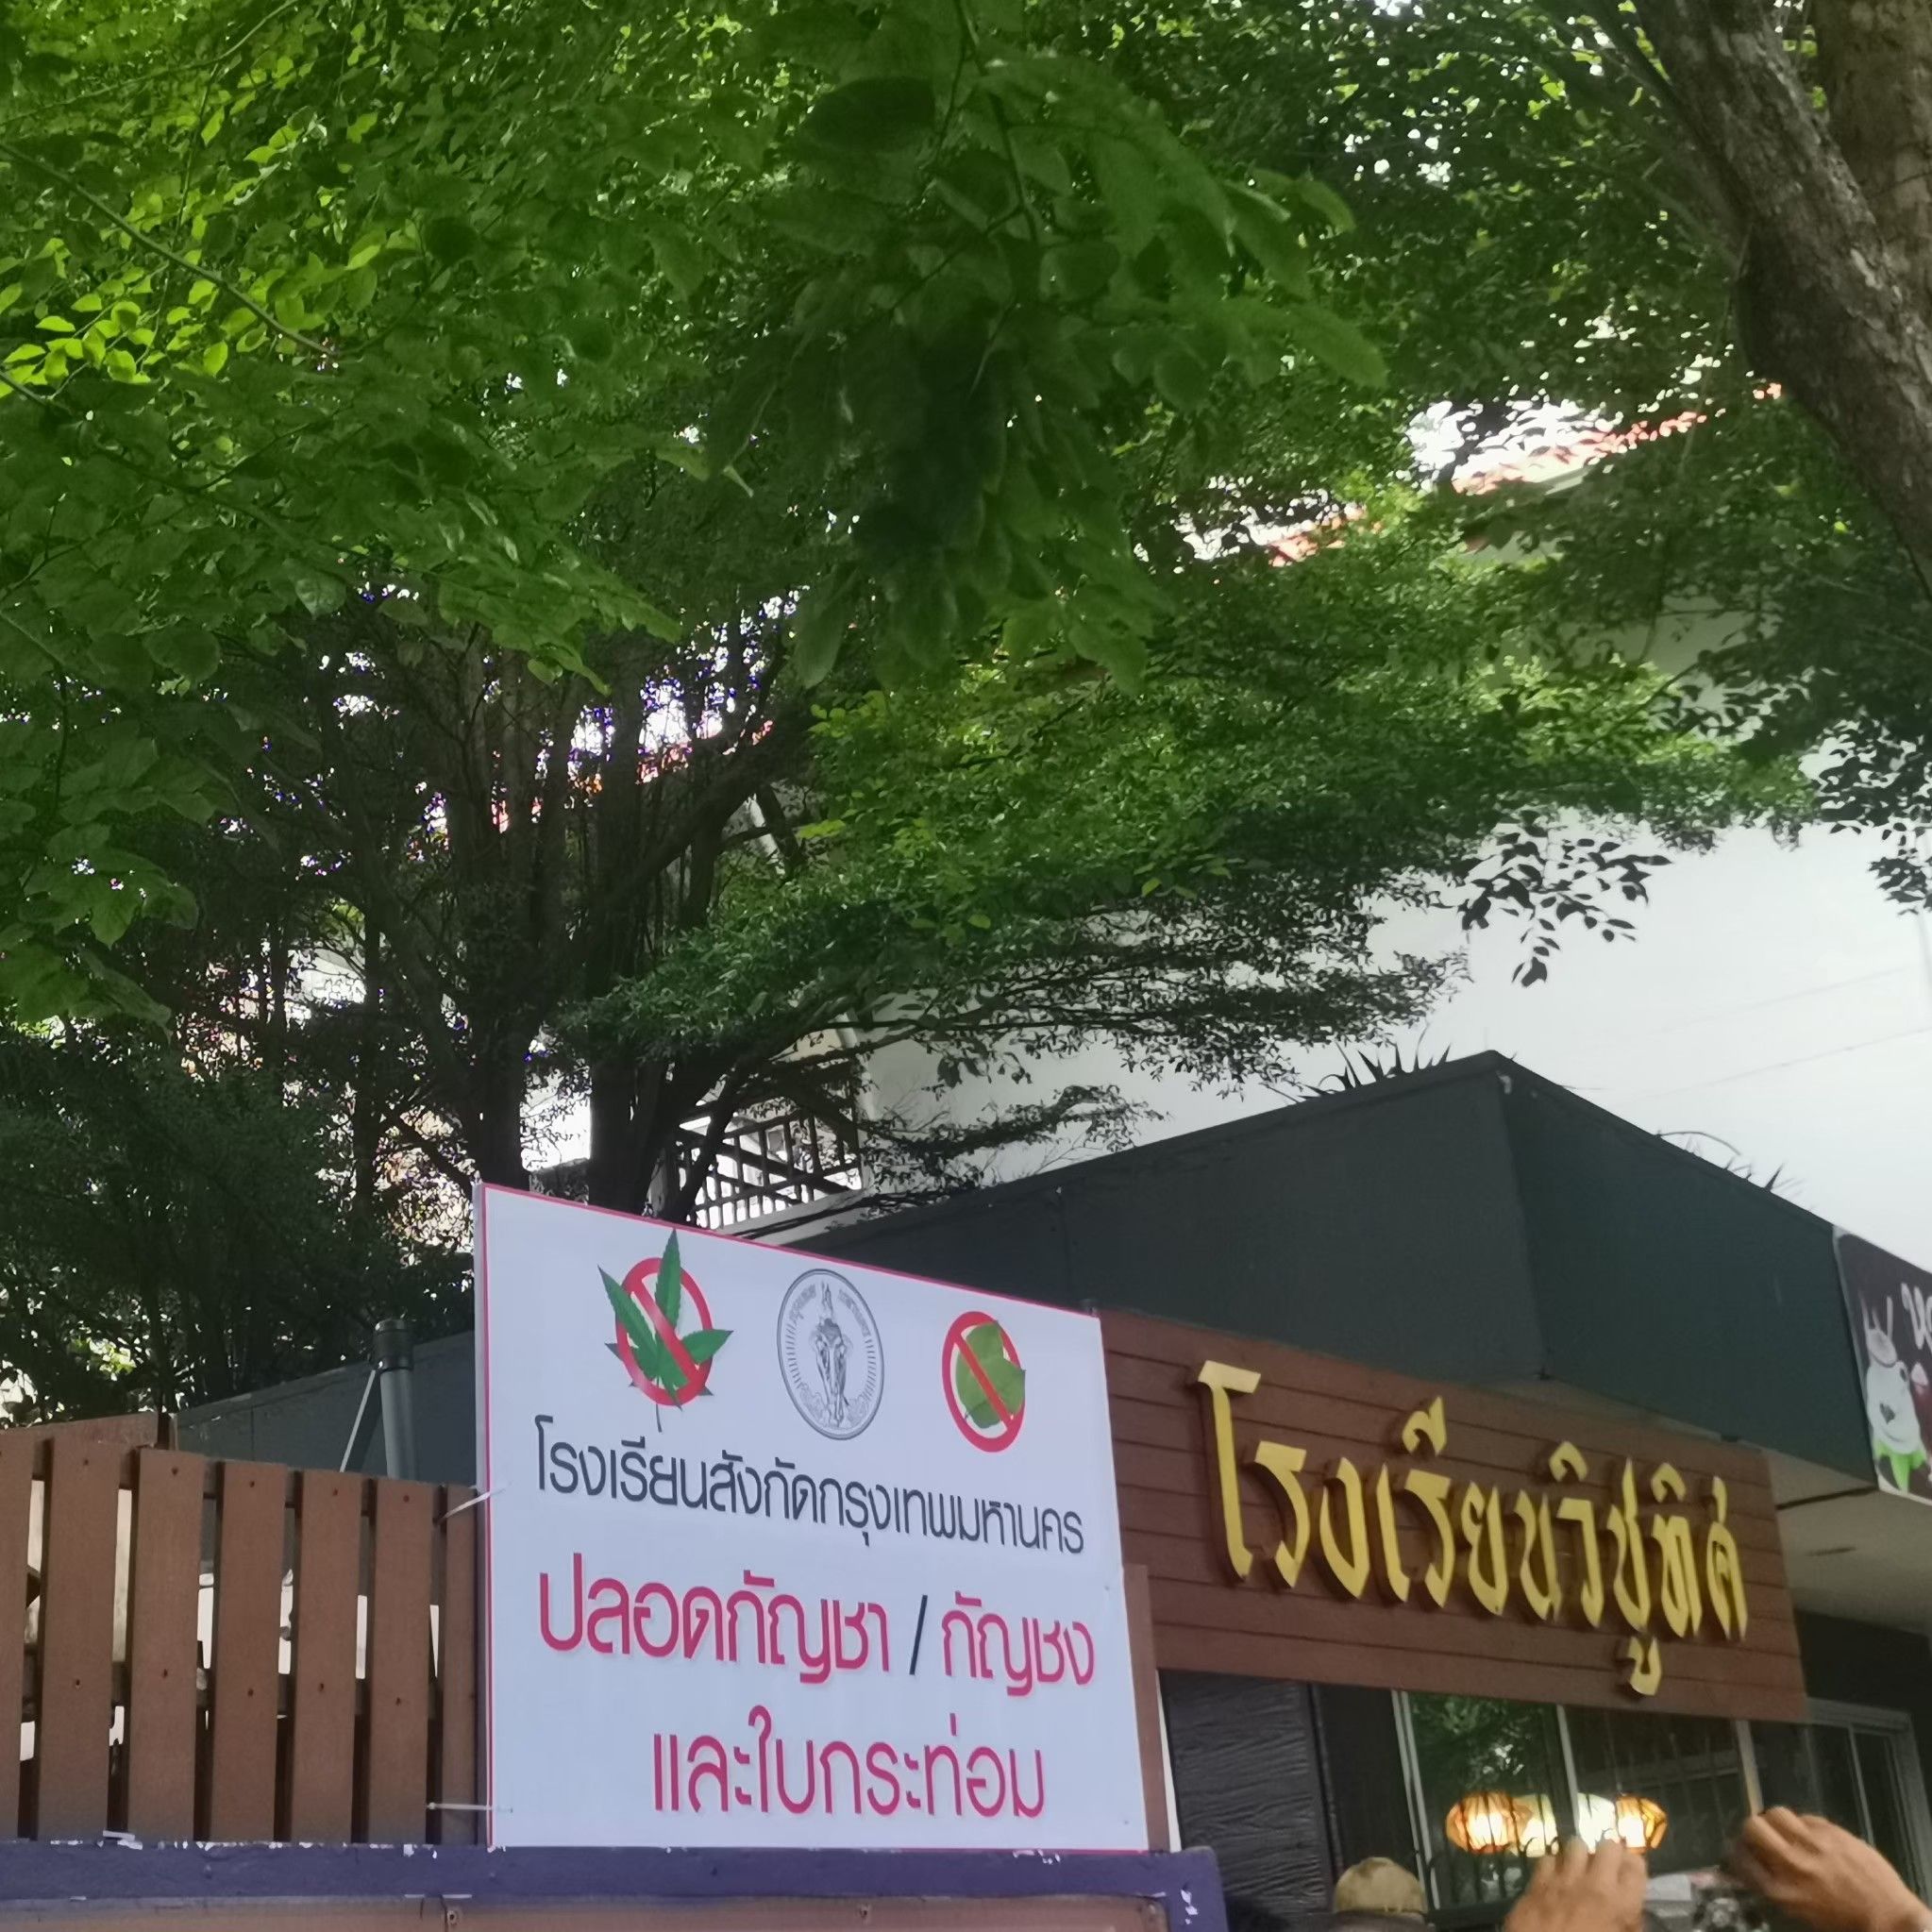 โรงเรียนสังกัดกรุงเทพมหานคร
ปลอดกัญชา / กัญชง
และใบกระท่อม
โรงเรียนวิชูทิศ